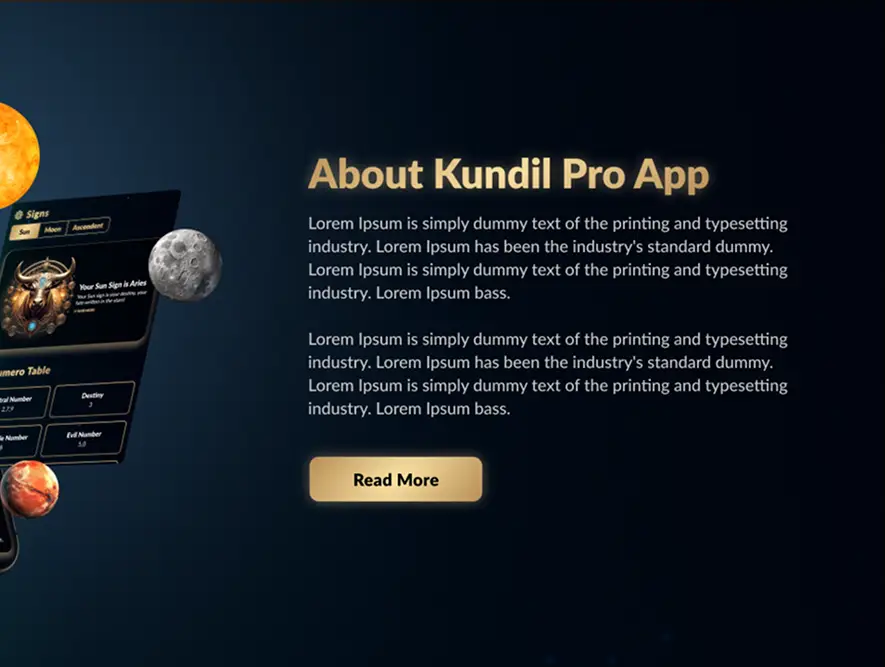 Signs
Sun Moon Ascendent
Your Sun Sign is Aries
Your Sun sign is your destiny, your
fate written in the stars!
umero Table
Destiny
3
2,7,9
Number
Evil Number
5,8
About Kundil Pro App
Lorem Ipsum is simply dummy text of the printing and typesetting
industry. Lorem Ipsum has been the industry's standard dummy.
Lorem Ipsum is simply dummy text of the printing and typesetting
industry. Lorem Ipsum bass.
Lorem Ipsum is simply dummy text of the printing and typesetting
industry. Lorem Ipsum has been the industry's standard dummy.
Lorem Ipsum is simply dummy text of the printing and typesetting
industry. Lorem Ipsum bass.
Read More